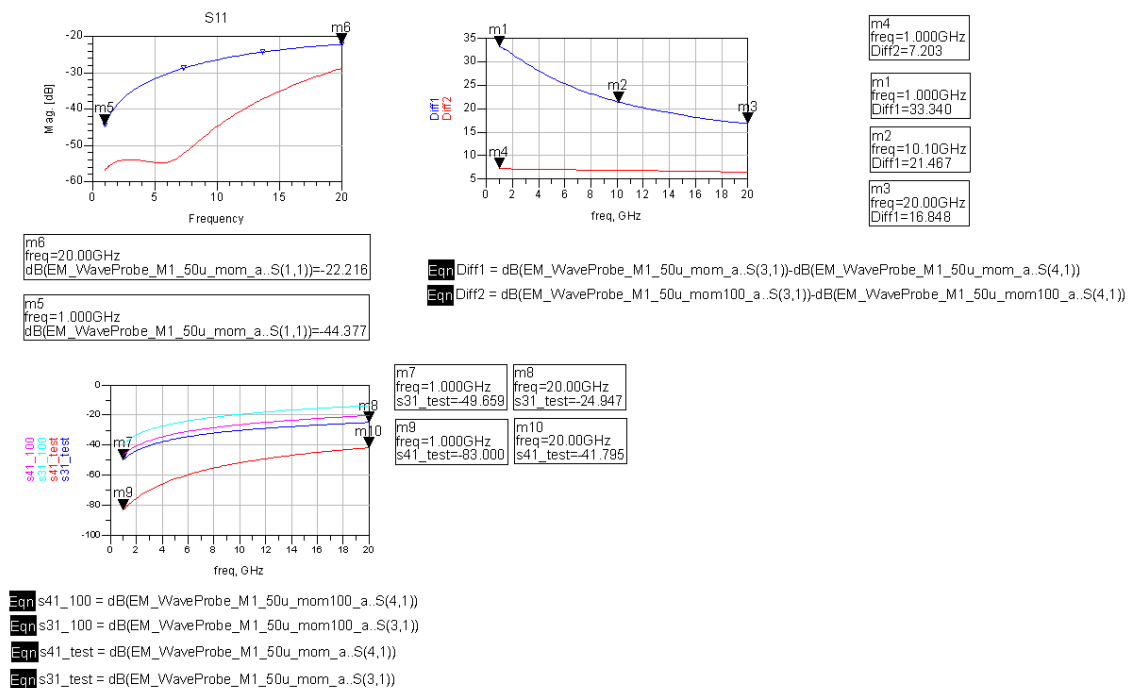 S11
m6
-20
-30
-40
-50
-60
m5
Mag. [dB]
0
5
10
15
20
Frequency
m6
freq=20.00GHz
dB(EM_WaveProbe_M1_50u_mom_a..S(1,1))=-22.216
m5
freq=1.000GHz
dB(EM_WaveProbe_M1_50u_mom_a..S(1,1))=-44.377
m1
m2
m3
m4
35
30
25
20
15
10
5
Diff1
Diff2
0
2
4
6
8
10
12
14
16
18
20
freq, GHz
m4
freq=1.000GHz
Diff2=7.203
m1
freq=1.000GHz
Diff1=33.340
m2
freq=10.10GHz
Diff1=21.467
m3
freq=20.00GHz
Diff1=16.848
Eqn Diff1 = dB(EM_WaveProbe_M1_50u_mom_a..S(3,1))-dB(EM_WaveProbe_M1_50u_mom_a..S(4,1))
Eqn Diff2 = dB(EM_WaveProbe_M1_50u_mom100_a..S(3,1))-dB(EM_WaveProbe_M1_50u_mom100_a..S(4,1))
0
-20
-40
-60
-80
-100
m7
m8
m9
m10
s41_100
s31_100
s41_test
s31_test
0
2
4
6
8
10
12
14
16
18
20
freq, GHz
m7
freq=1.000GHz
s31_test=-49.659
m8
freq=20.00GHz
s31_test=-24.947
m9
freq=1.000GHz
s41_test=-83.000
m10
freq=20.00GHz
s41_test=-41.795
Eqn s41_100 = dB(EM_WaveProbe_M1_50u_mom100_a..S(4,1))
Eqn s31_100 = dB(EM_WaveProbe_M1_50u_mom100_a..S(3,1))
Eqn s41_test = dB(EM_WaveProbe_M1_50u_mom_a..S(4,1))
Eqn s31_test = dB(EM_WaveProbe_M1_50u_mom_a..S(3,1))